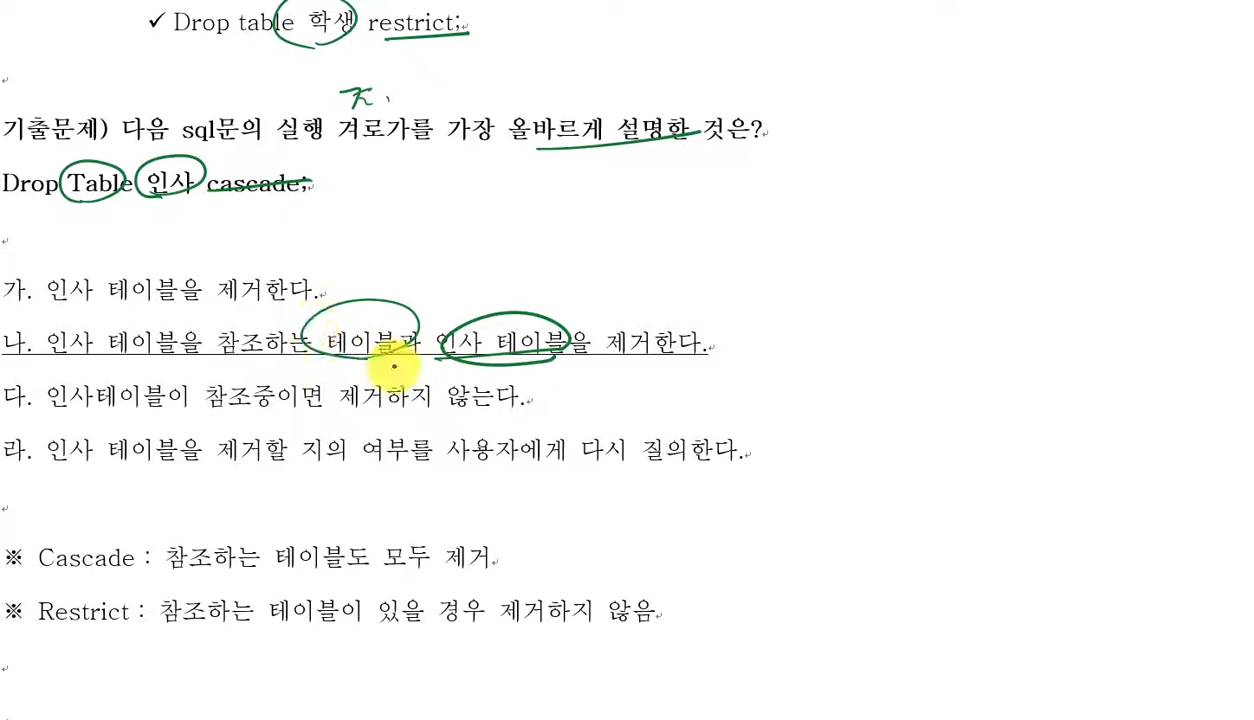 ✓ Drop table 학생 restrict;
기출문제) 다음 sql문의 실행 겨로가를 가장 올바르게 설명한 것은?
Drop Table 인사 cascade;
가. 인사 테이블을 제거한다.
나. 인사 테이블을 참조하는 테이블과 인사 테이블을 제거한다.
다. 인사테이블이 참조중이면 제거하지 않는다.
라. 인사 테이블을 제거할 지의 여부를 사용자에게 다시 질의한다.
※ Cascade : 참조하는 테이블도 모두 제거
※ Restrict : 참조하는 테이블이 있을 경우 제거하지 않음